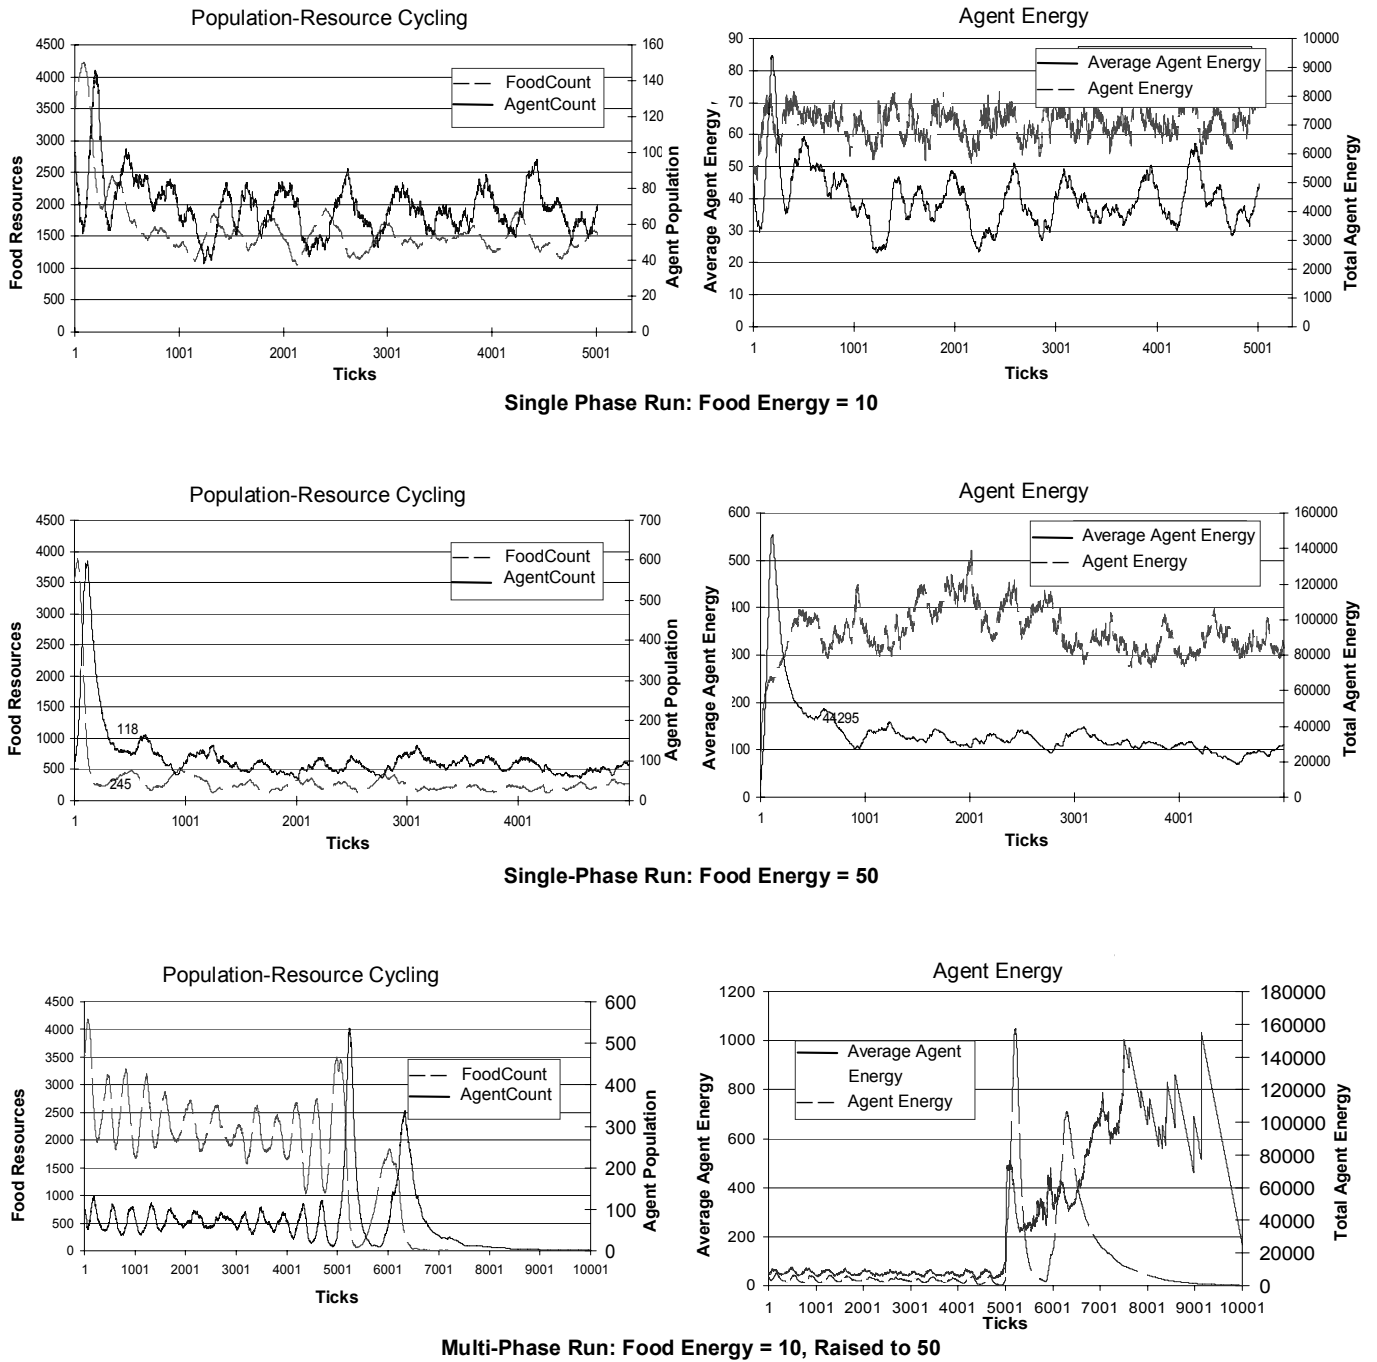 Population-Resource Cycling
4500
4000
3500
3000
2500
2000
1500
1000
500
0
Food Resources
160
140
120
100
80
60
40
20
0
Agent Population
FoodCount
AgentCount
1 1001 2001 3001 4001 5001
Ticks
Agent Energy
90
80
70
60
50
40
30
20
10
0
Average Agent Energy
10000
9000
8000
7000
6000
5000
4000
3000
2000
1000
0
Total Agent Energy
Average Agent Energy
Agent Energy
1 1001 2001 3001 4001 5001
Ticks
Single Phase Run: Food Energy = 10
Population-Resource Cycling
4500
4000
3500
3000
2500
2000
1500
1000
500
0
Food Resources
700
600
500
400
300
200
100
0
Agent Population
FoodCount
AgentCount
118
245
1 1001 2001 3001 4001
Ticks
Agent Energy
600
500
400
300
200
100
0
Average Agent Energy
160000
140000
120000
100000
80000
60000
40000
20000
0
Total Agent Energy
Average Agent Energy
Agent Energy
44295
1 1001 2001 3001 4001
Ticks
Single-Phase Run: Food Energy = 50
Population-Resource Cycling
4500
4000
3500
3000
2500
2000
1500
1000
500
0
Food Resources
600
500
400
300
200
100
0
Agent Population
FoodCount
AgentCount
1 1001 2001 3001 4001 5001 6001 7001 8001 9001 10001
Ticks
Agent Energy
1200
1000
800
600
400
200
0
Average Agent Energy
180000
160000
140000
120000
100000
80000
60000
40000
20000
0
Total Agent Energy
Average Agent
Energy
Agent Energy
1 1001 2001 3001 4001 5001 6001 7001 8001 9001 10001
Ticks
Multi-Phase Run: Food Energy = 10, Raised to 50